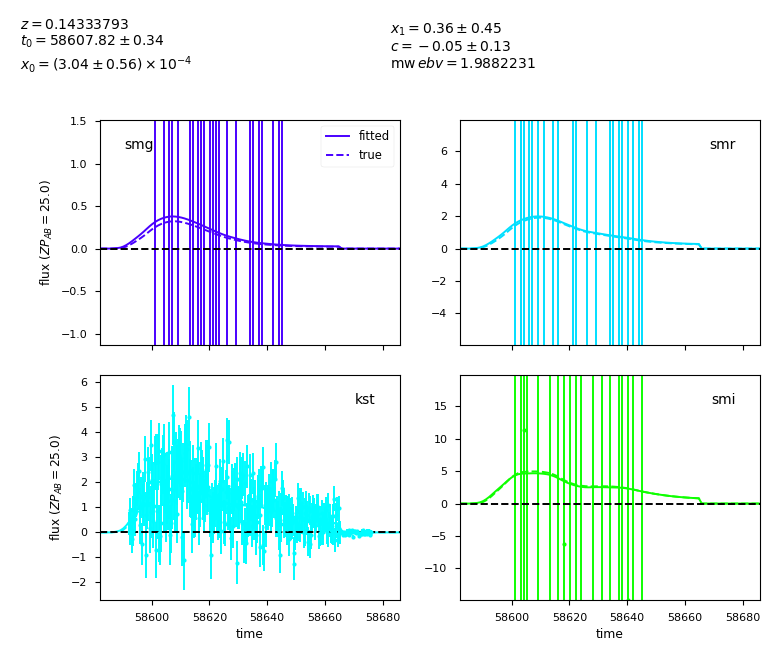 z = 0.14333793
t₀ = 58607.82 ± 0.34
x₀ = (3.04 ± 0.56) × 10⁻⁴
x₁ = 0.36 ± 0.45
c = −0.05 ± 0.13
mw ebv = 1.9882231
smg
fitted
true
1.5
1.0
0.5
0.0
−0.5
−1.0
flux (ZP_AB = 25.0)
smr
6
4
2
0
−2
−4
kst
6
5
4
3
2
1
0
−1
−2
flux (ZP_AB = 25.0)
58600 58620 58640 58660 58680
time
smi
15
10
5
0
−5
−10
58600 58620 58640 58660 58680
time